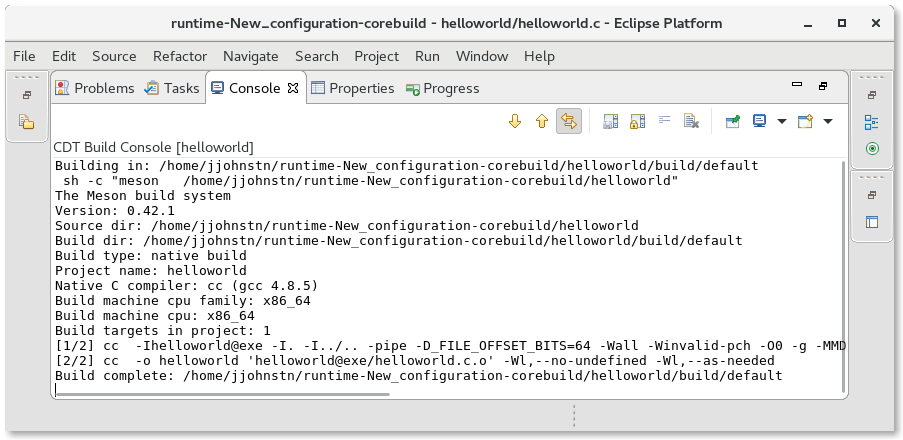 runtime-New_configuration-corebuild - helloworld/helloworld.c - Eclipse Platform
File Edit Source Refactor Navigate Search Project Run Window Help
Problems Tasks Console Properties Progress
CDT Build Console [helloworld]
Building in: /home/jjohnstn/runtime-New_configuration-corebuild/helloworld/build/default
 sh -c "meson   /home/jjohnstn/runtime-New_configuration-corebuild/helloworld"
The Meson build system
Version: 0.42.1
Source dir: /home/jjohnstn/runtime-New_configuration-corebuild/helloworld
Build dir: /home/jjohnstn/runtime-New_configuration-corebuild/helloworld/build/default
Build type: native build
Project name: helloworld
Native C compiler: cc (gcc 4.8.5)
Build machine cpu family: x86_64
Build machine cpu: x86_64
Build targets in project: 1
[1/2] cc  -Ihelloworld@exe -I. -I../.. -pipe -D_FILE_OFFSET_BITS=64 -Wall -Winvalid-pch -O0 -g -MMD
[2/2] cc  -o helloworld 'helloworld@exe/helloworld.c.o' -Wl,--no-undefined -Wl,--as-needed
Build complete: /home/jjohnstn/runtime-New_configuration-corebuild/helloworld/build/default